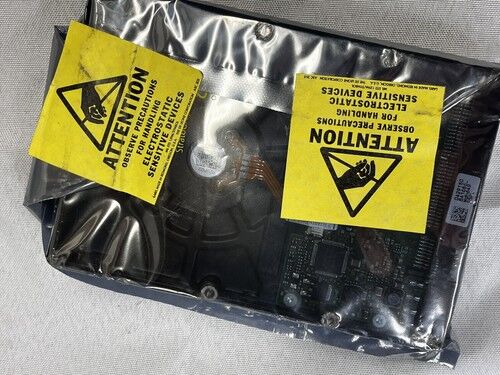 ATTENTION
OBSERVE PRECAUTIONS
FOR HANDLING
ELECTROSTATIC
SENSITIVE DEVICES
ATTENTION
OBSERVE PRECAUTIONS
FOR HANDLING
ELECTROSTATIC
SENSITIVE DEVICES